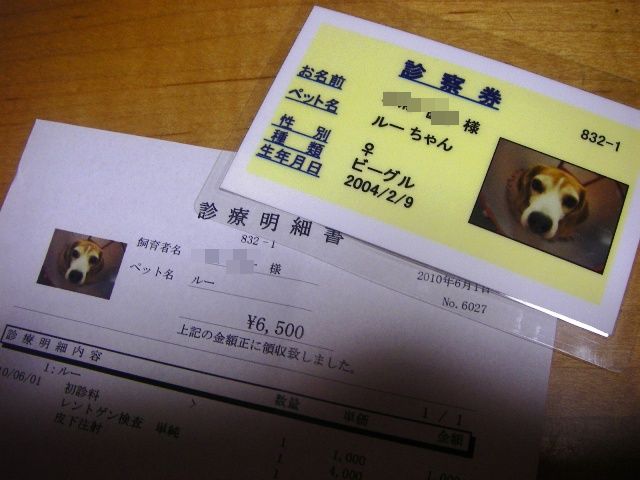 診察券
お名前 様
ペット名 ルーちゃん
832-1
性別 ♀
種類 ビーグル
生年月日 2004/2/9
診療明細書
832-1
飼育者名 様
ペット名 ルー
2010年6月1日
No.6027
¥6,500
上記の金額正に領収致しました。
1 / 1
診療明細内容 数量 単価 金額
1:ルー
10/06/01 初診料 1 1,000 1,000
レントゲン検査 単純 1 4,000
皮下注射